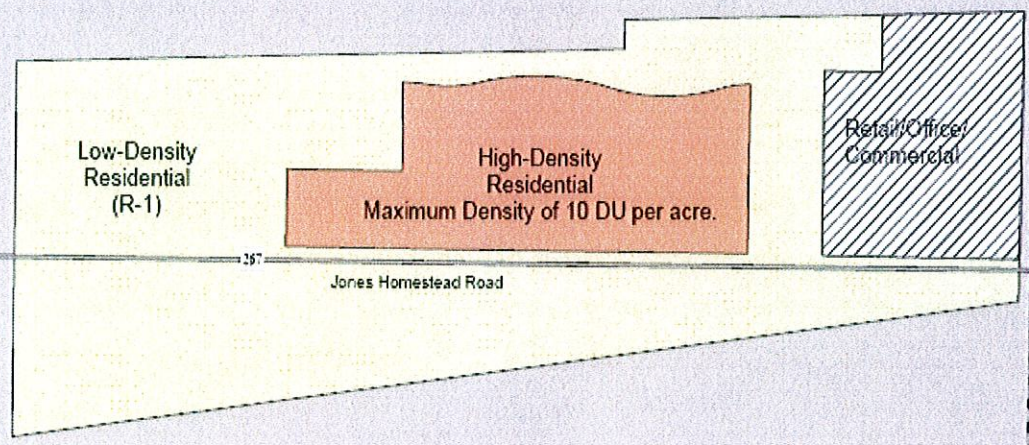 Low-Density
Residential
(R-1)
High-Density
Residential
Maximum Density of 10 DU per acre.
Retail/Office/
Commercial
267
Jones Homestead Road